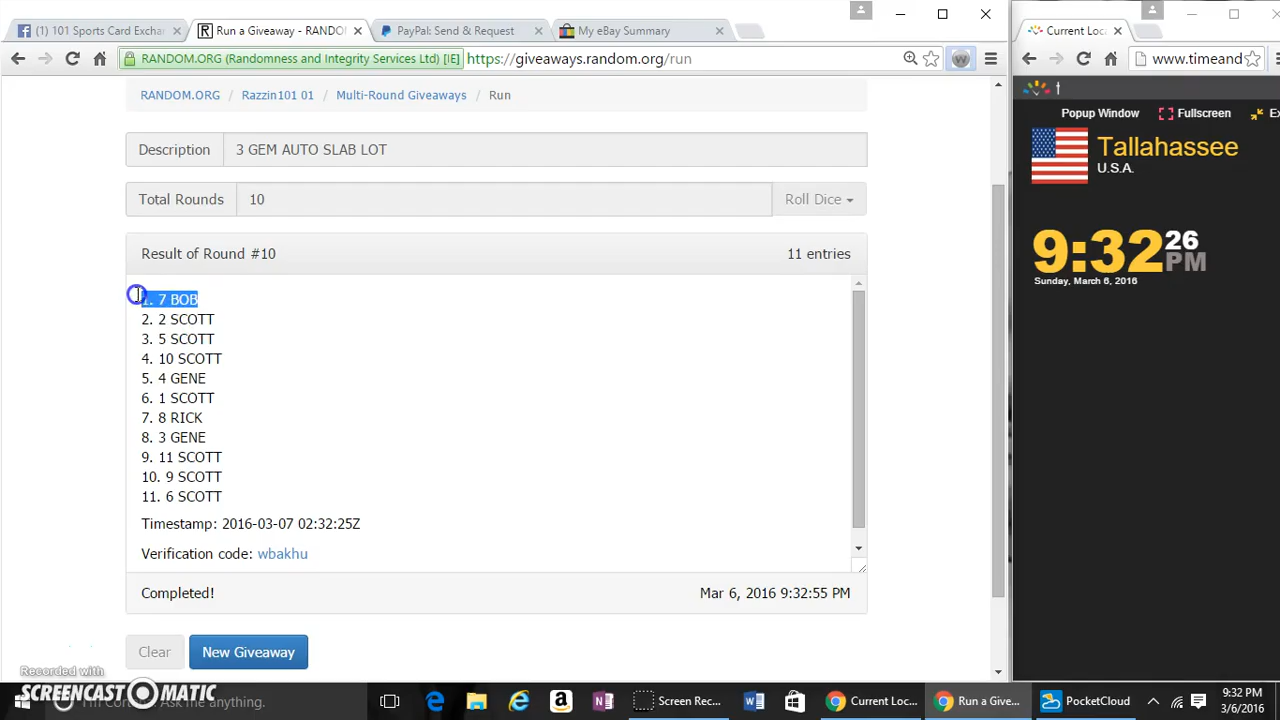 (1) 101 Sports Card Exchan
Run a Giveaway - RANDO
PayPal: Send & Request
My eBay Summary
Current Loc
RANDOM.ORG (Randomness and Integrity Services Ltd) [IE]
https://giveaways.random.org/run
www.timeand
RANDOM.ORG / Razzin101 01 / Multi-Round Giveaways / Run
Popup Window
Fullscreen
Ex
Description
3 GEM AUTO SLAB LOT
Tallahassee
U.S.A.
Total Rounds
10
Roll Dice
Result of Round #10
11 entries
9:32 26 PM
Sunday, March 6, 2016
1. 7 BOB
2. 2 SCOTT
3. 5 SCOTT
4. 10 SCOTT
5. 4 GENE
6. 1 SCOTT
7. 8 RICK
8. 3 GENE
9. 11 SCOTT
10. 9 SCOTT
11. 6 SCOTT
Timestamp: 2016-03-07 02:32:25Z
Verification code: wbakhu
Completed!
Mar 6, 2016 9:32:55 PM
Clear
New Giveaway
Recorded with
SCREENCAST MATIC
I'm Cortana. Ask me anything.
Screen Rec...
Current Loc...
Run a Give...
PocketCloud
9:32 PM
3/6/2016